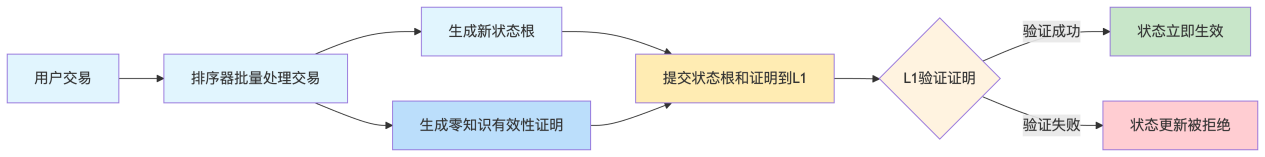 用户交易
排序器批量处理交易
生成新状态根
生成零知识有效性证明
提交状态根和证明到L1
L1验证证明
验证成功
状态立即生效
验证失败
状态更新被拒绝